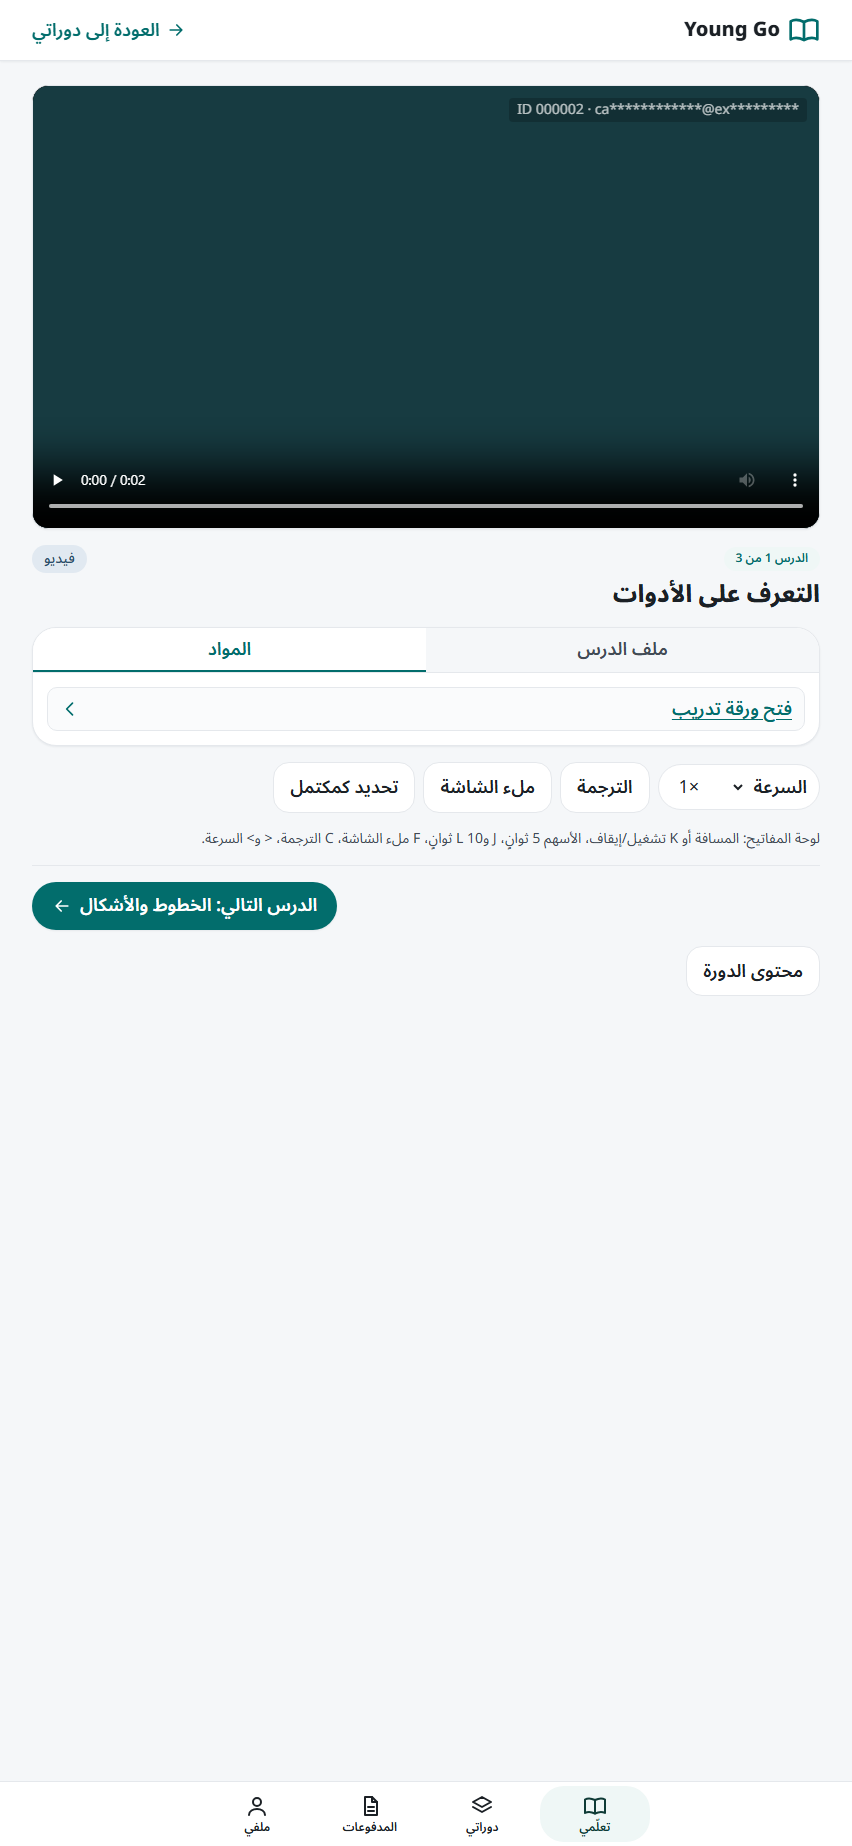 Young Go
العودة إلى دوراتي
ID 000002 · ca************@ex*********
0:00 / 0:02
الدرس 1 من 3
فيديو
التعرف على الأدوات
ملف الدرس
المواد
فتح ورقة تدريب
السرعة
1×
الترجمة
ملء الشاشة
تحديد كمكتمل
لوحة المفاتيح: المسافة أو K تشغيل/إيقاف، الأسهم 5 ثوانٍ، J و10 L ثوانٍ، F ملء الشاشة، C الترجمة، < و> السرعة.
الدرس التالي: الخطوط والأشكال
محتوى الدورة
تعلّمي
دوراتي
المدفوعات
ملفي